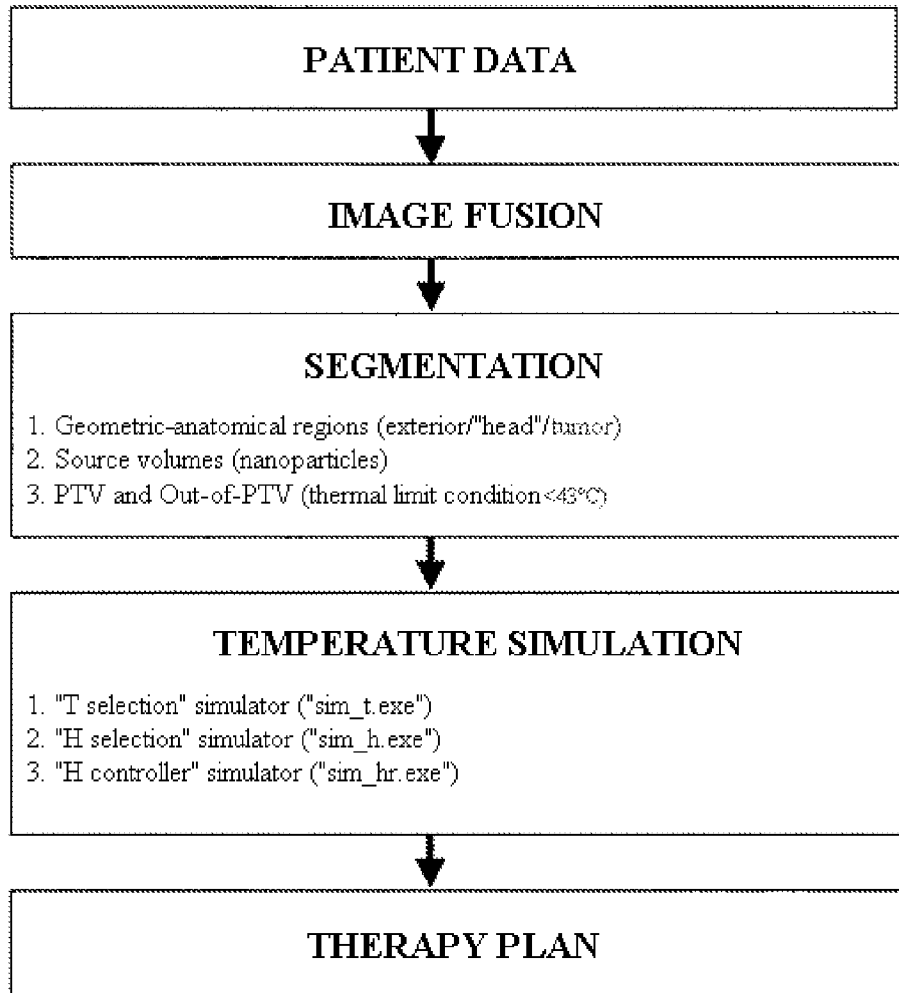 PATIENT DATA
IMAGE FUSION
SEGMENTATION
1. Geometric-anatomical regions (exterior/"head"/tumor)
2. Source volumes (nanoparticles)
3. PTV and Out-of-PTV (thermal limit condition<43°C)
TEMPERATURE SIMULATION
1. "T selection" simulator ("sim_t.exe")
2. "H selection" simulator ("sim_h.exe")
3. "H controller" simulator ("sim_hr.exe")
THERAPY PLAN